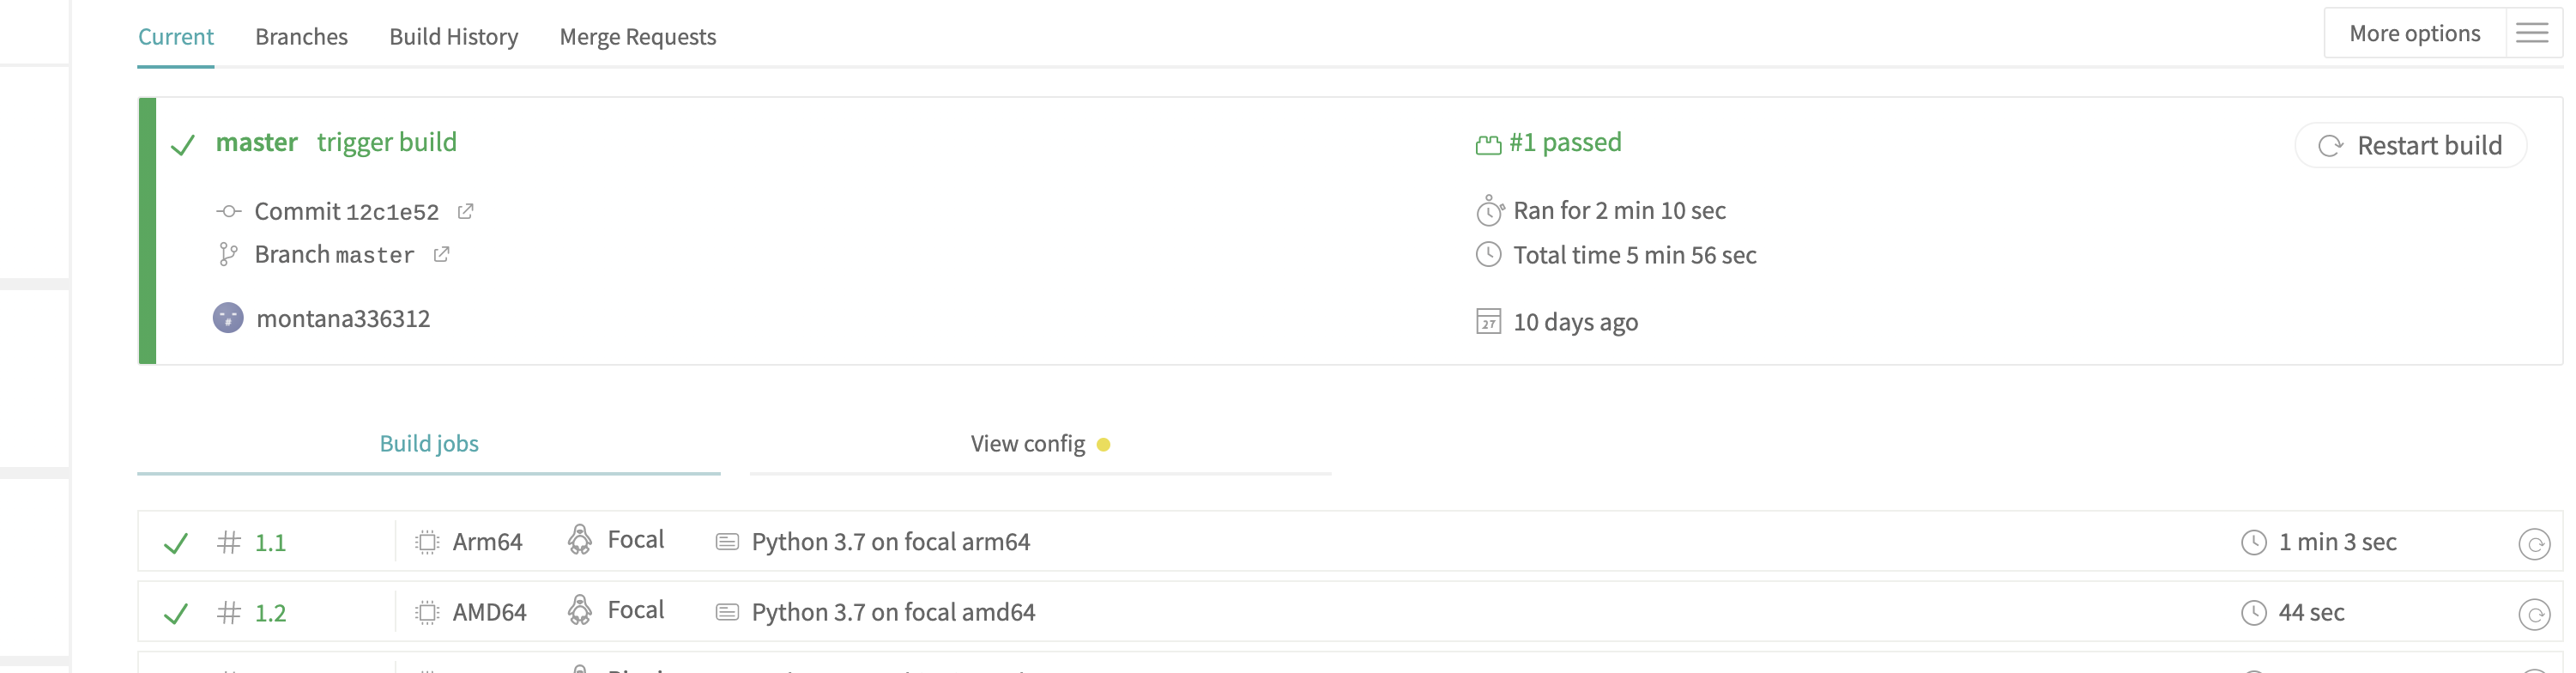 Current Branches Build History Merge Requests More options
master trigger build
#1 passed
Restart build
Commit 12c1e52
Ran for 2 min 10 sec
Branch master
Total time 5 min 56 sec
montana336312
27 10 days ago
Build jobs View config
# 1.1 Arm64 Focal Python 3.7 on focal arm64 1 min 3 sec
# 1.2 AMD64 Focal Python 3.7 on focal amd64 44 sec